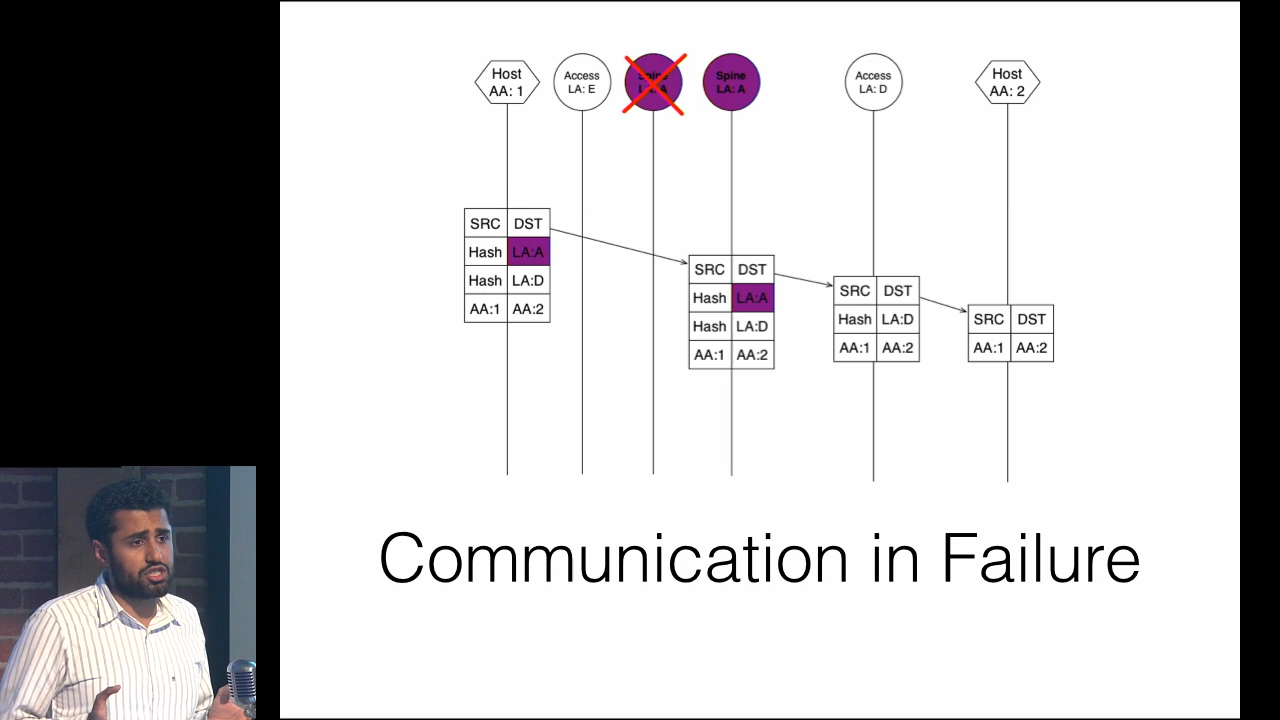 Host
AA: 1
Access
LA: E
Spine
LA: A
Spine
LA: A
Access
LA: D
Host
AA: 2
SRC DST
Hash LA:A
Hash LA:D
AA:1 AA:2
SRC DST
Hash LA:A
Hash LA:D
AA:1 AA:2
SRC DST
Hash LA:D
AA:1 AA:2
SRC DST
AA:1 AA:2
Communication in Failure